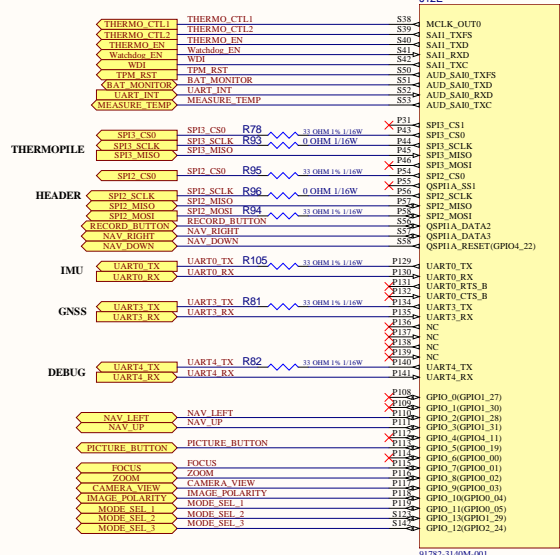 J12E
THERMO_CTL1 THERMO_CTL1 S38 MCLK_OUT0
THERMO_CTL2 THERMO_CTL2 S39 SAI1_TXFS
THERMO_EN THERMO_EN S40 SAI1_TXD
Watchdog_EN Watchdog_EN S41 SAI1_RXD
WDI WDI S42 SAI1_TXC
TPM_RST TPM_RST S50 AUD_SAI0_TXFS
BAT_MONITOR BAT_MONITOR S51 AUD_SAI0_TXD
UART_INT UART_INT S52 AUD_SAI0_RXD
MEASURE_TEMP MEASURE_TEMP S53 AUD_SAI0_TXC
P31 SPI3_CS1
SPI3_CS0 SPI3_CS0 R78 33 OHM 1% 1/16W P43 SPI3_CS0
THERMOPILE SPI3_SCLK SPI3_SCLK R93 0 OHM 1/16W P44 SPI3_SCLK
SPI3_MISO SPI3_MISO P45 SPI3_MISO
P46 SPI3_MOSI
SPI2_CS0 SPI2_CS0 R95 33 OHM 1% 1/16W P54 SPI2_CS0
P55 QSPI1A_SS1
HEADER SPI2_SCLK SPI2_SCLK R96 0 OHM 1/16W P56 SPI2_SCLK
SPI2_MISO SPI2_MISO P57 SPI2_MISO
SPI2_MOSI SPI2_MOSI R94 33 OHM 1% 1/16W P58 SPI2_MOSI
RECORD_BUTTON RECORD_BUTTON S56 QSPI1A_DATA2
NAV_RIGHT NAV_RIGHT S57 QSPI1A_DATA3
NAV_DOWN NAV_DOWN S58 QSPI1A_RESET(GPIO4_22)
IMU UART0_TX UART0_TX R105 33 OHM 1% 1/16W P129 UART0_TX
UART0_RX UART0_RX P130 UART0_RX
P131 UART0_RTS_B
P132 UART0_CTS_B
GNSS UART3_TX UART3_TX R81 33 OHM 1% 1/16W P134 UART3_TX
UART3_RX UART3_RX P135 UART3_RX
P136 NC
P137 NC
P138 NC
P139 NC
DEBUG UART4_TX UART4_TX R82 33 OHM 1% 1/16W P140 UART4_TX
UART4_RX UART4_RX P141 UART4_RX
P108 GPIO_0(GPIO1_27)
P109 GPIO_1(GPIO1_30)
NAV_LEFT NAV_LEFT P110 GPIO_2(GPIO1_28)
NAV_UP NAV_UP P111 GPIO_3(GPIO1_31)
P112 GPIO_4(GPIO4_11)
PICTURE_BUTTON PICTURE_BUTTON P113 GPIO_5(GPIO0_19)
P114 GPIO_6(GPIO0_00)
FOCUS FOCUS P115 GPIO_7(GPIO0_01)
ZOOM ZOOM P116 GPIO_8(GPIO0_02)
CAMERA_VIEW CAMERA_VIEW P117 GPIO_9(GPIO0_03)
IMAGE_POLARITY IMAGE_POLARITY P118 GPIO_10(GPIO0_04)
MODE_SEL_1 MODE_SEL_1 P119 GPIO_11(GPIO0_05)
MODE_SEL_2 MODE_SEL_2 S123 GPIO_13(GPIO1_29)
MODE_SEL_3 MODE_SEL_3 GPIO_12(GPIO2_24)
91782-3140M-001